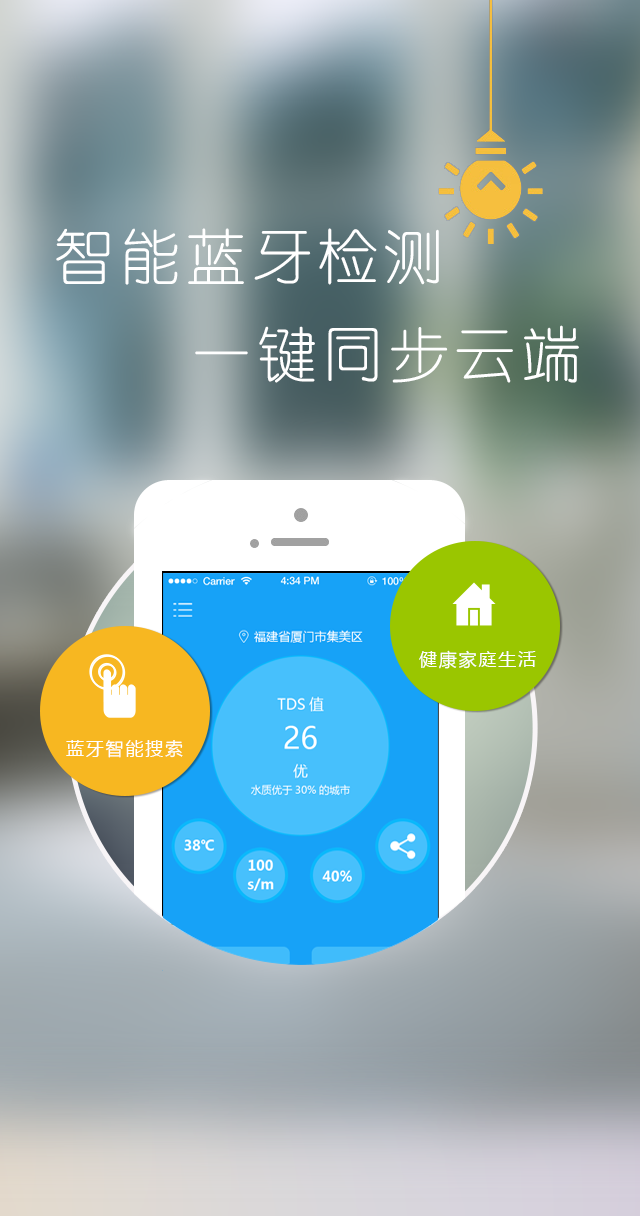 智能蓝牙检测
一键同步云端
Carrier 4:34 PM 100%
福建省厦门市集美区
健康家庭生活
TDS 值
26
优
水质优于 30% 的城市
蓝牙智能搜索
38℃
100
s/m
40%